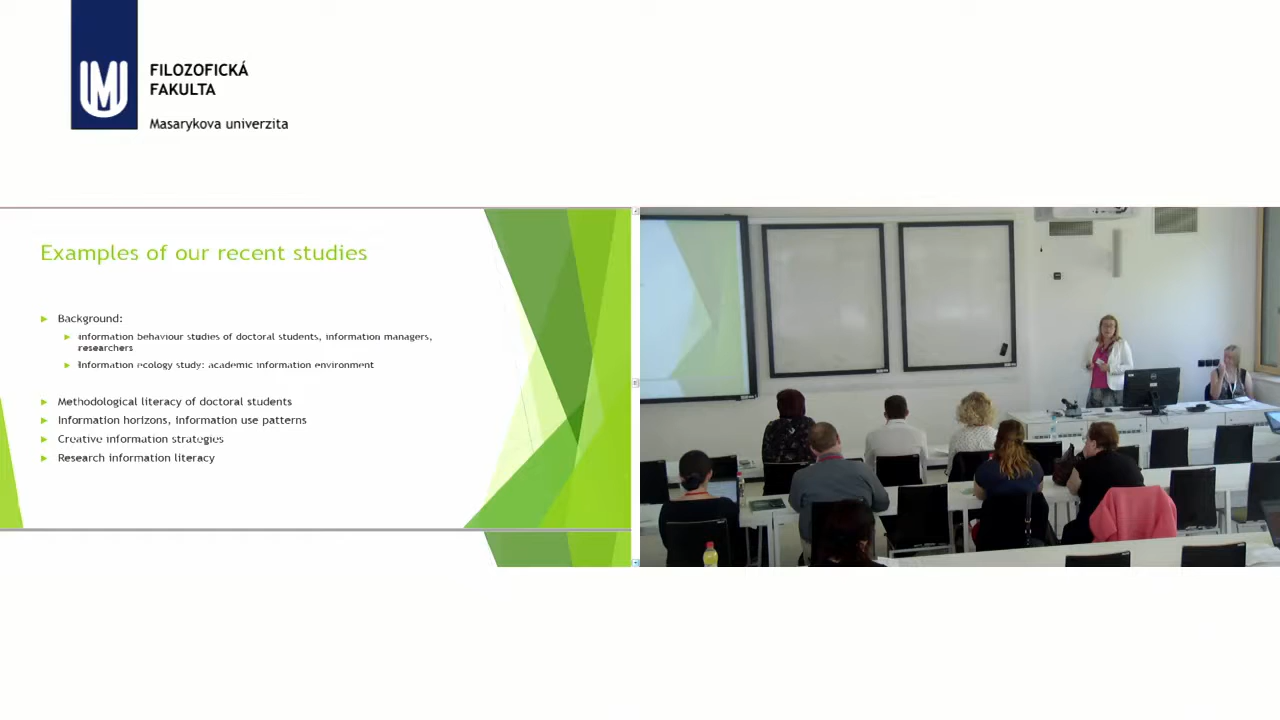 FILOZOFICKÁ
FAKULTA
Masarykova univerzita
Examples of our recent studies
Background:
Information behaviour studies of doctoral students, information managers,
researchers
Information ecology study: academic information environment
Methodological literacy of doctoral students
Information horizons, information use patterns
Creative information strategies
Research information literacy